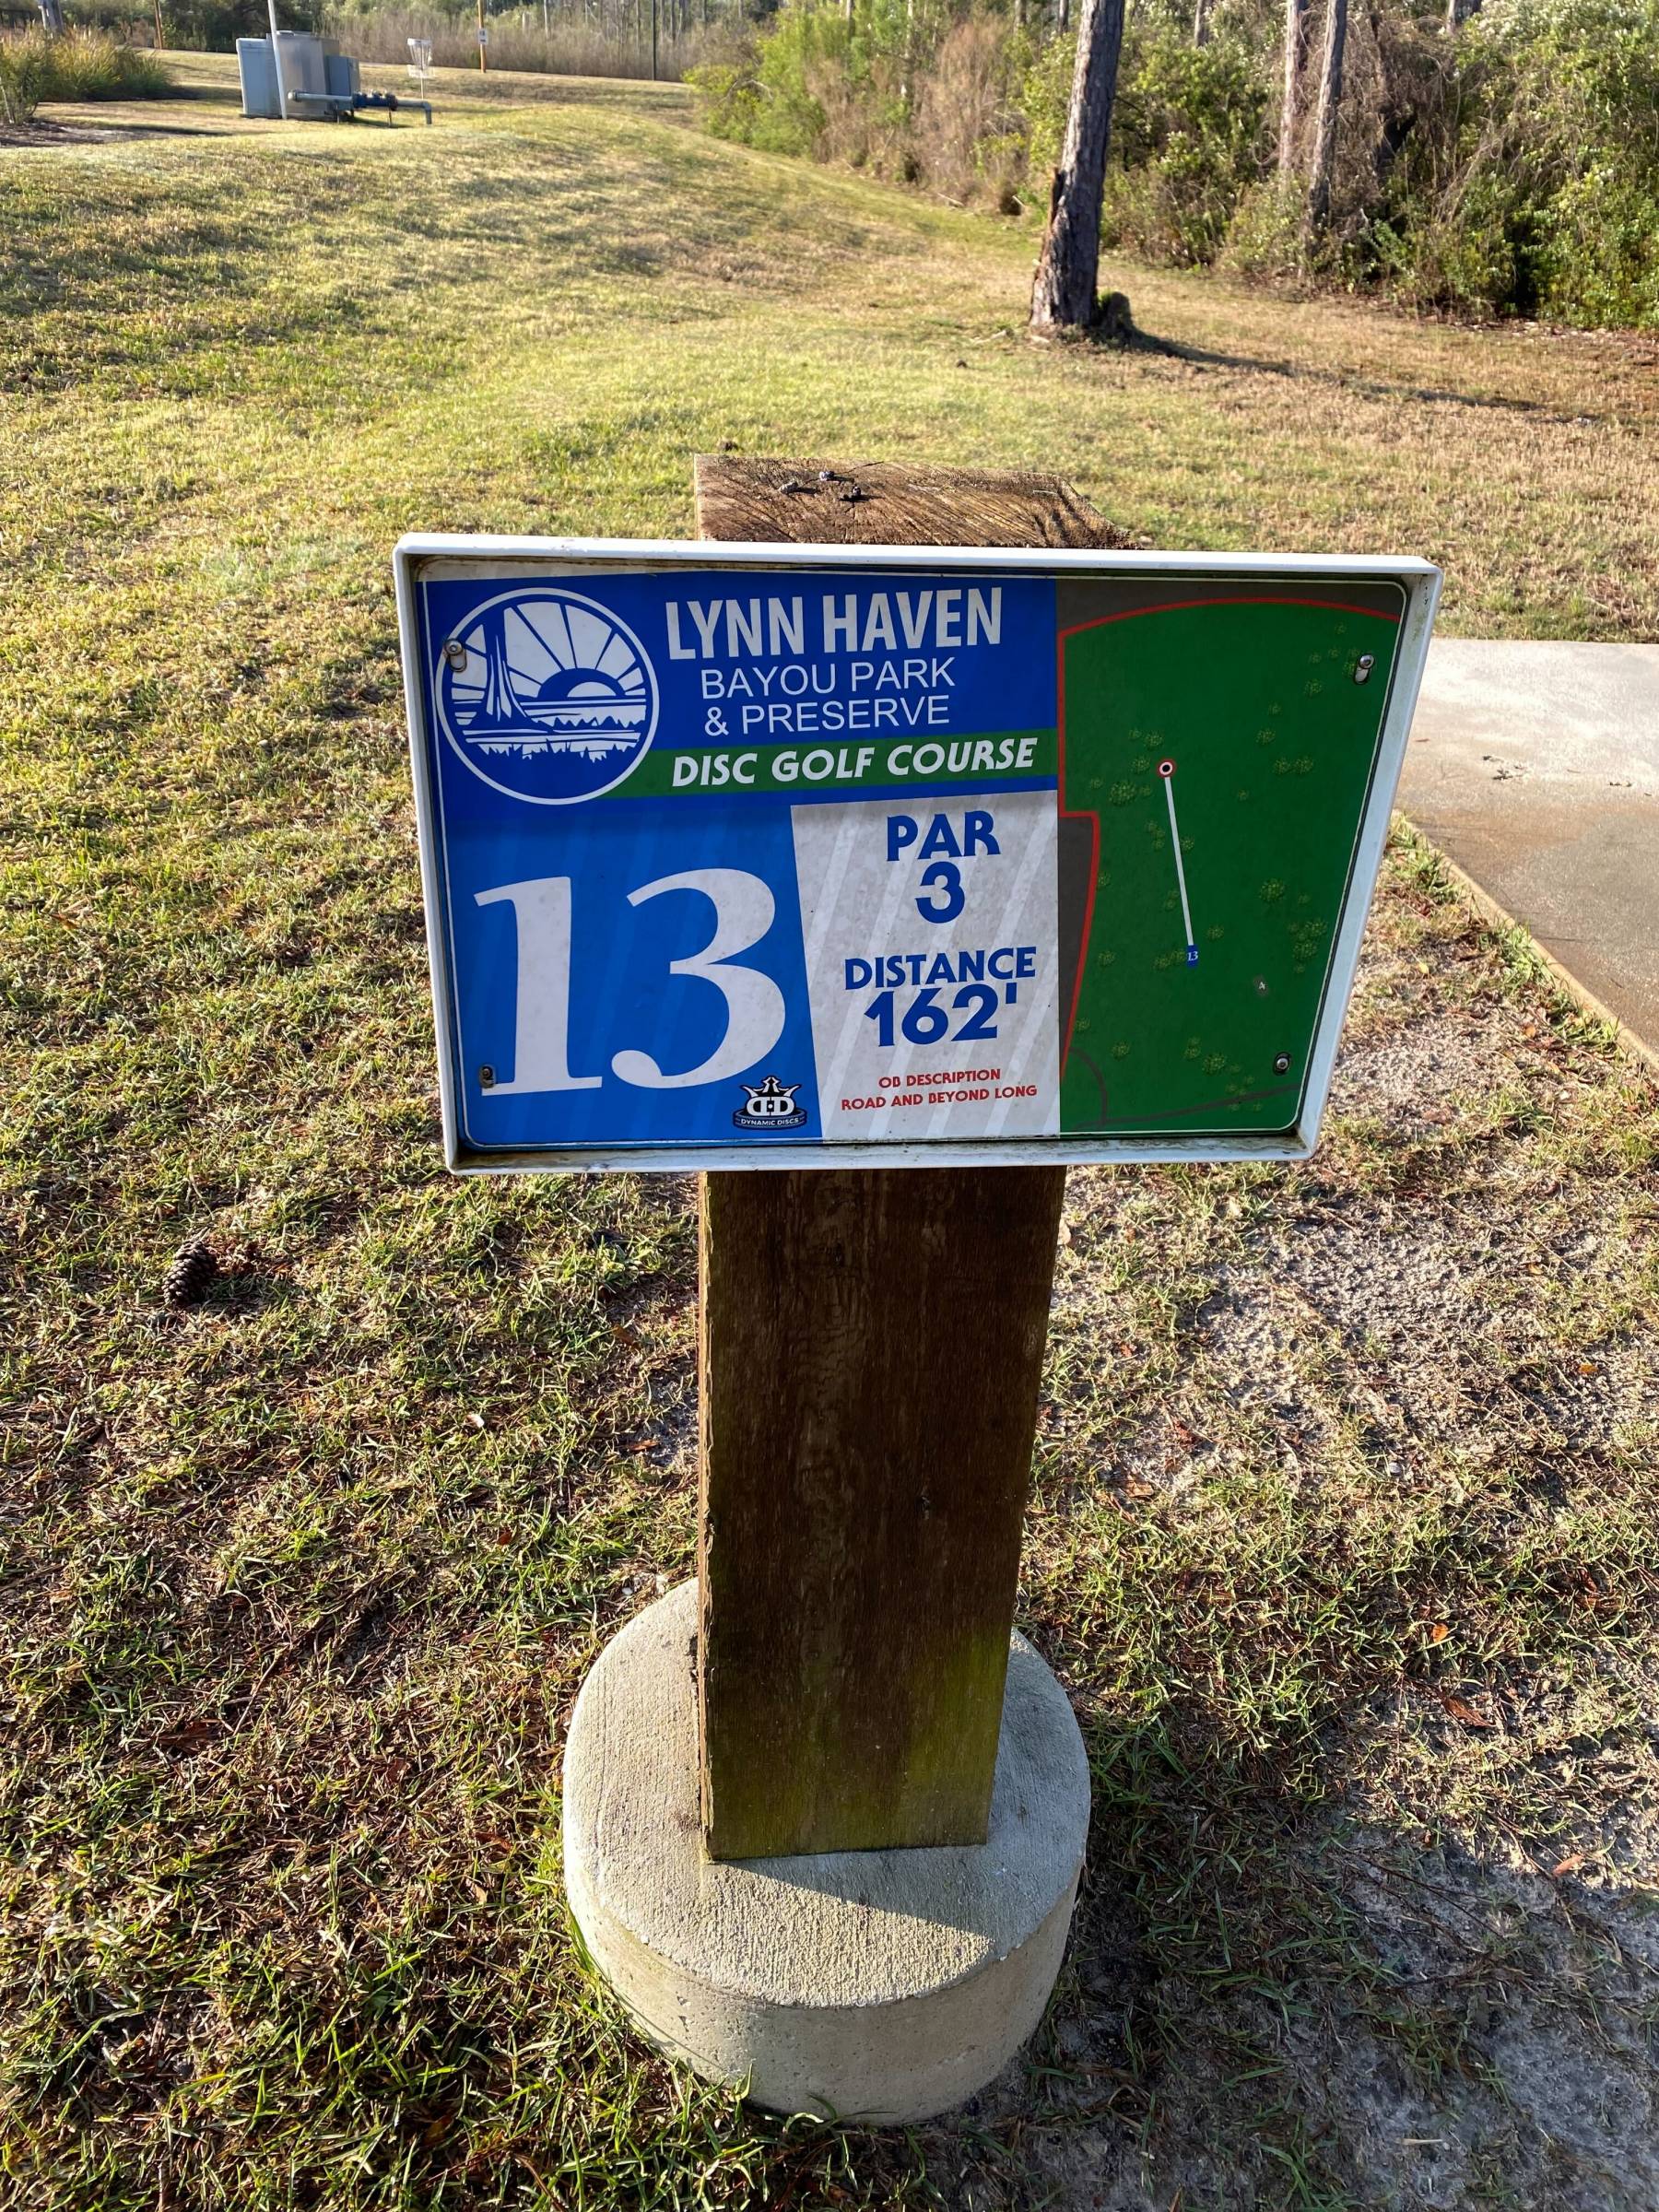 LYNN HAVEN
BAYOU PARK
& PRESERVE
DISC GOLF COURSE
13
PAR
3
DISTANCE
162'
OB DESCRIPTION
ROAD AND BEYOND LONG
DD
DYNAMIC DISCS
13